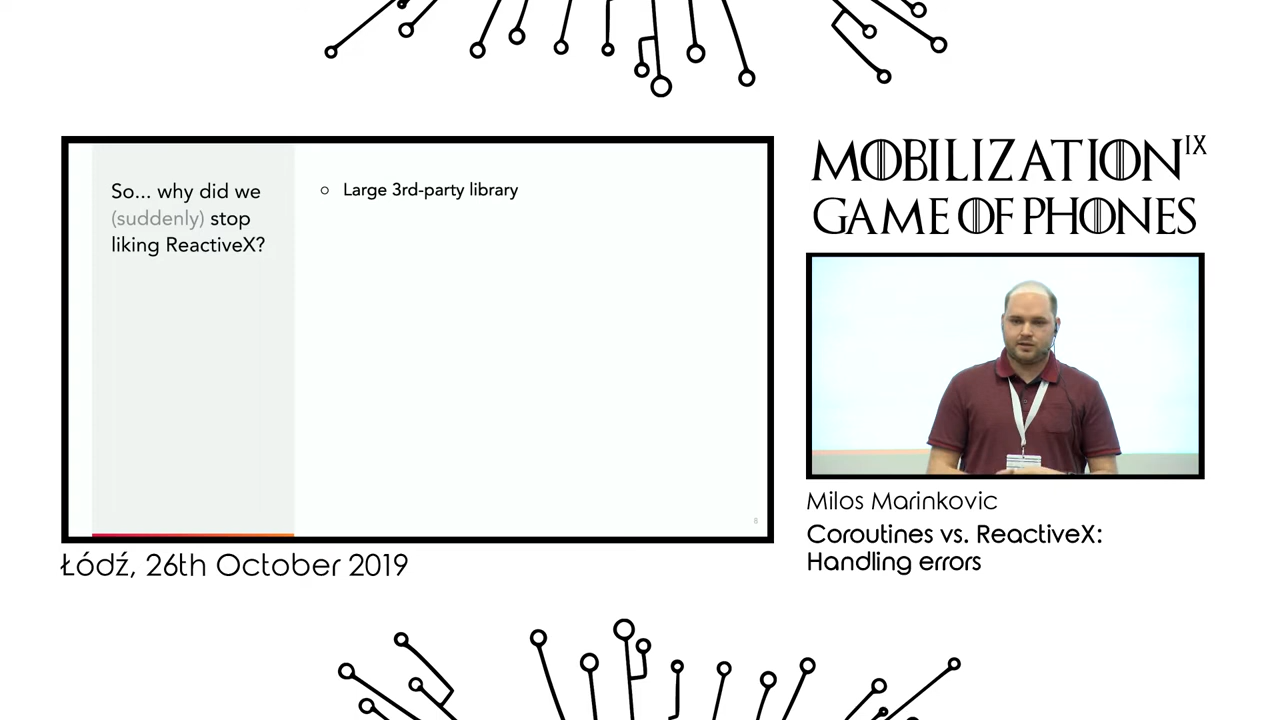 So... why did we
(suddenly) stop
liking ReactiveX?
○ Large 3rd-party library
8
MOBILIZATION IX
GAME OF PHONES
Milos Marinkovic
Coroutines vs. ReactiveX:
Handling errors
Łódź, 26th October 2019